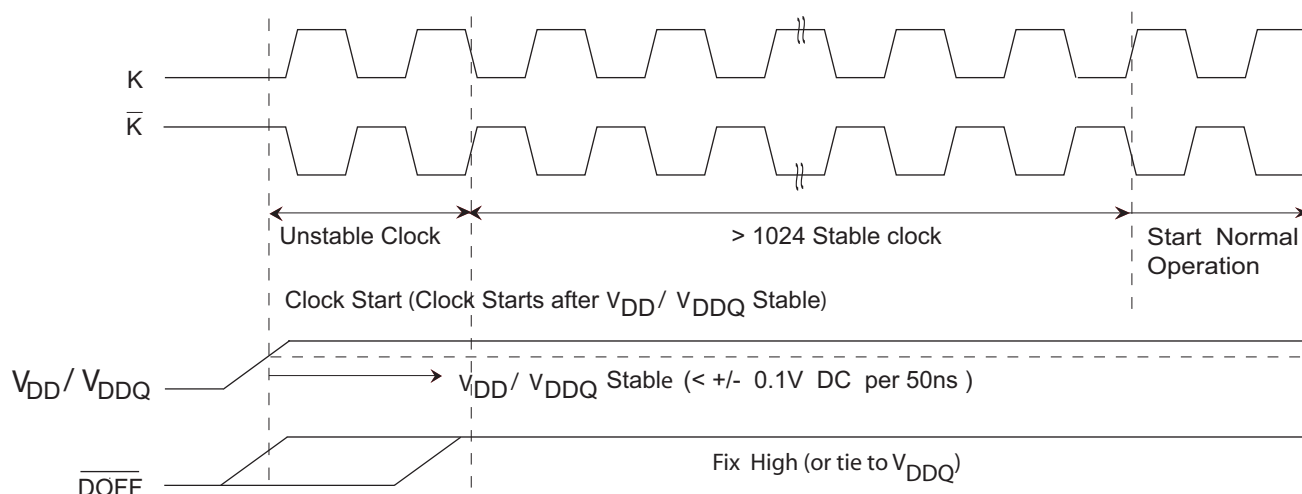 K
K̅
Unstable Clock
> 1024 Stable clock
Start Normal
Operation
Clock Start (Clock Starts after VDD / VDDQ Stable)
VDD / VDDQ
VDD / VDDQ Stable (< +/- 0.1V DC per 50ns )
Fix High (or tie to VDDQ)
DOFF